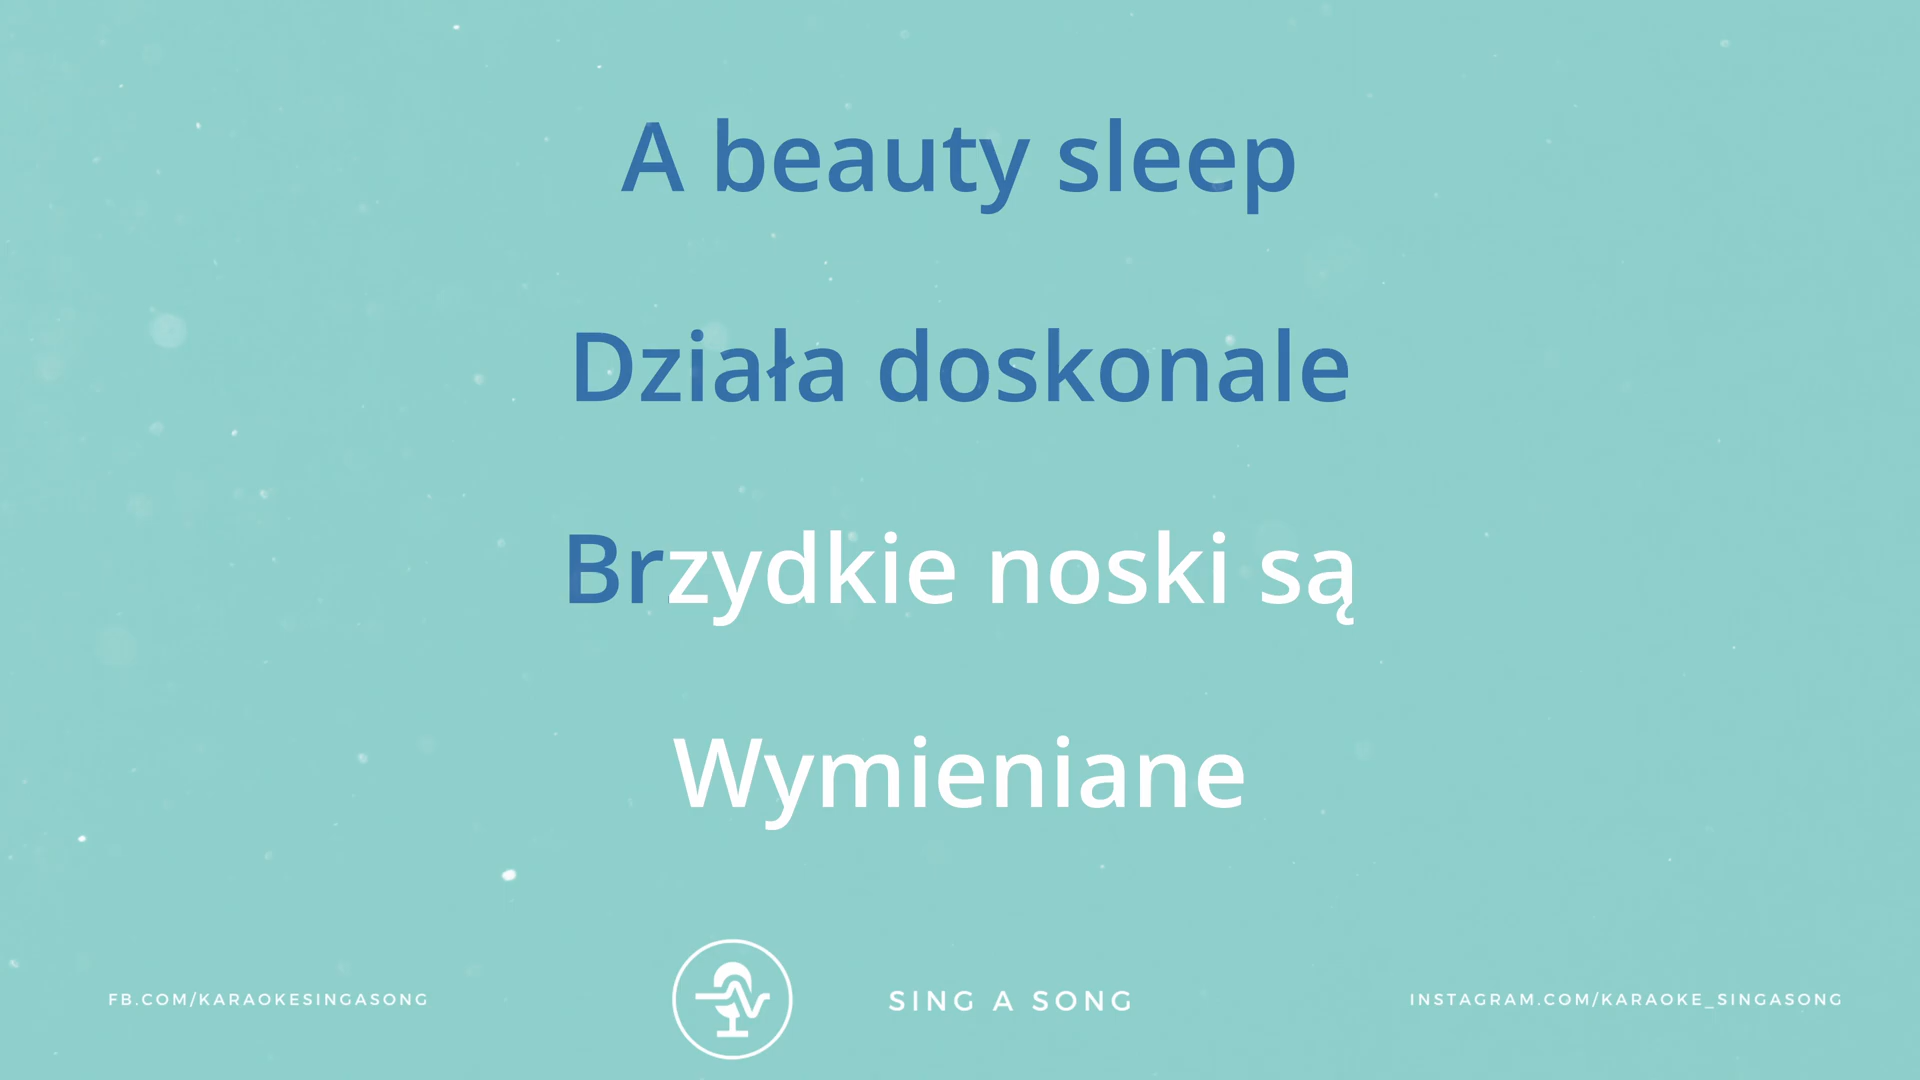 A beauty sleep
Działa doskonale
Brzydkie noski są
Wymieniane
FB.COM/KARAOKESINGASONG
SING A SONG
INSTAGRAM.COM/KARAOKE_SINGASONG